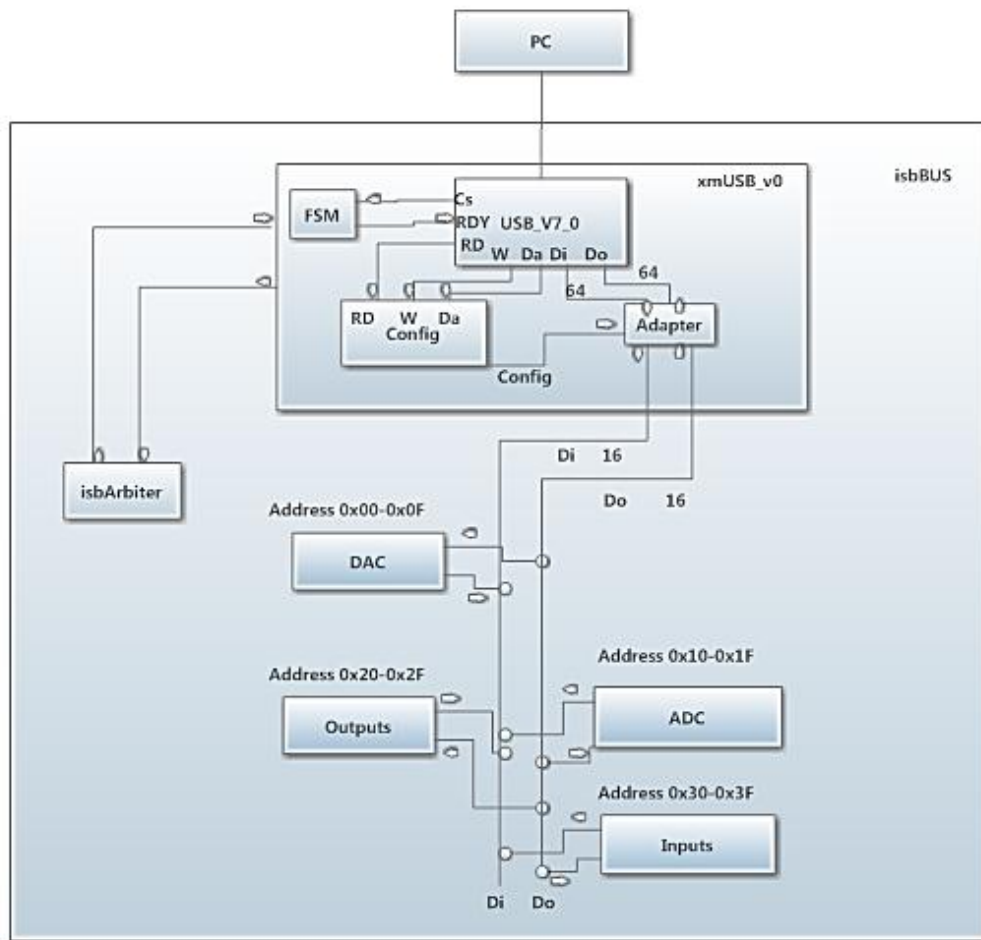 PC
isbBUS
xmUSB_v0
FSM
Cs
RDY USB_V7_0
RD
W Da Di Do
64
64
RD W Da
Config
Adapter
Config
isbArbiter
Di 16
Do 16
Address 0x00-0x0F
DAC
Address 0x10-0x1F
ADC
Address 0x20-0x2F
Outputs
Address 0x30-0x3F
Inputs
Di Do